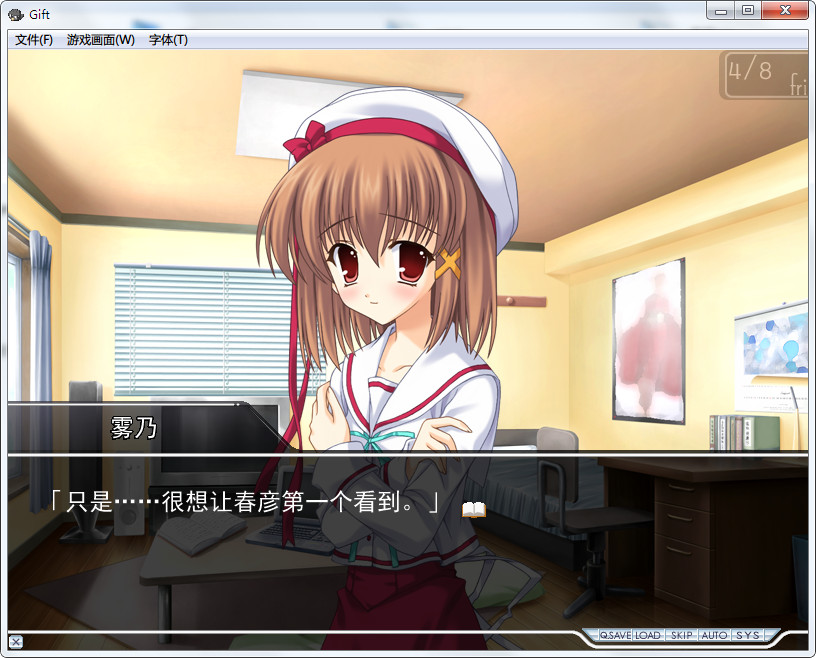 Gift
文件(F) 游戏画面(W) 字体(T)
4/8
fri
雾乃
「只是……很想让春彦第一个看到。」
Q.SAVE LOAD SKIP AUTO SYS